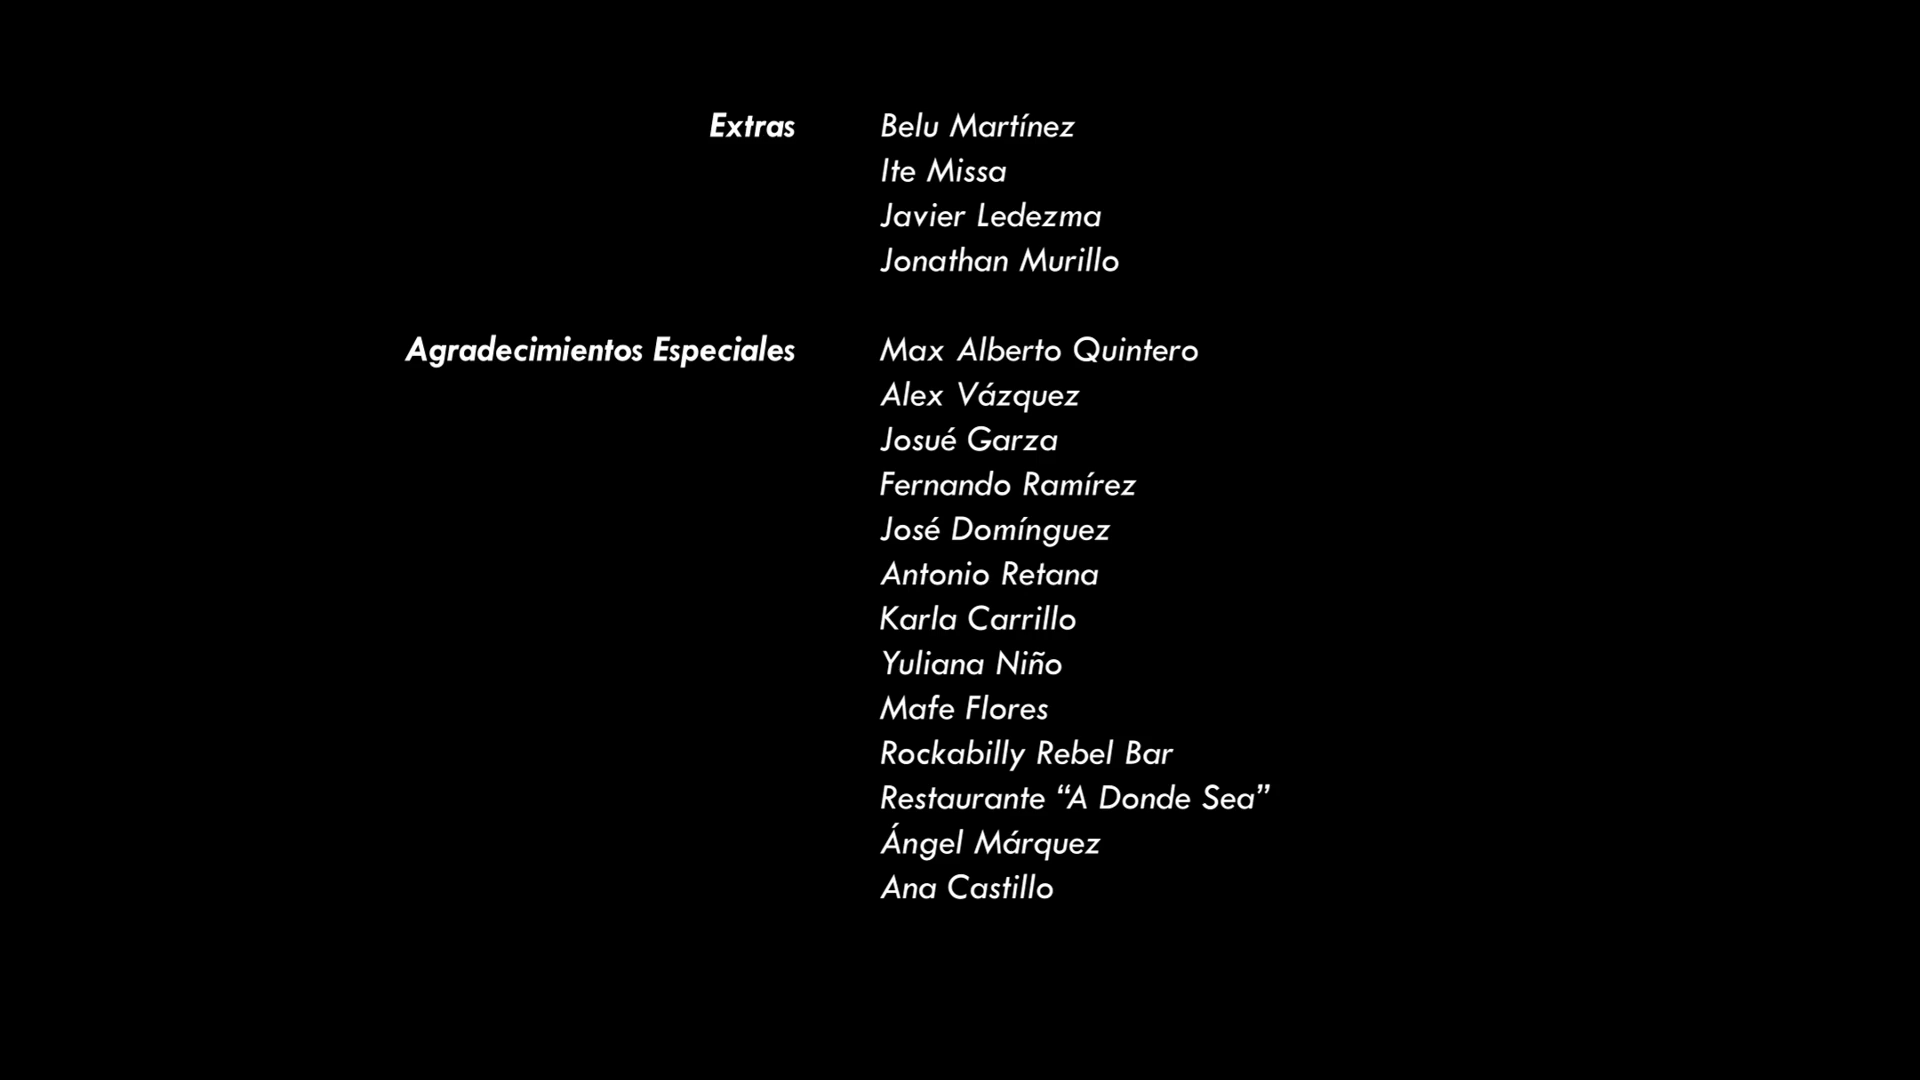 Extras Belu Martínez
Ite Missa
Javier Ledezma
Jonathan Murillo
Agradecimientos Especiales Max Alberto Quintero
Alex Vázquez
Josué Garza
Fernando Ramírez
José Domínguez
Antonio Retana
Karla Carrillo
Yuliana Niño
Mafe Flores
Rockabilly Rebel Bar
Restaurante “A Donde Sea”
Ángel Márquez
Ana Castillo